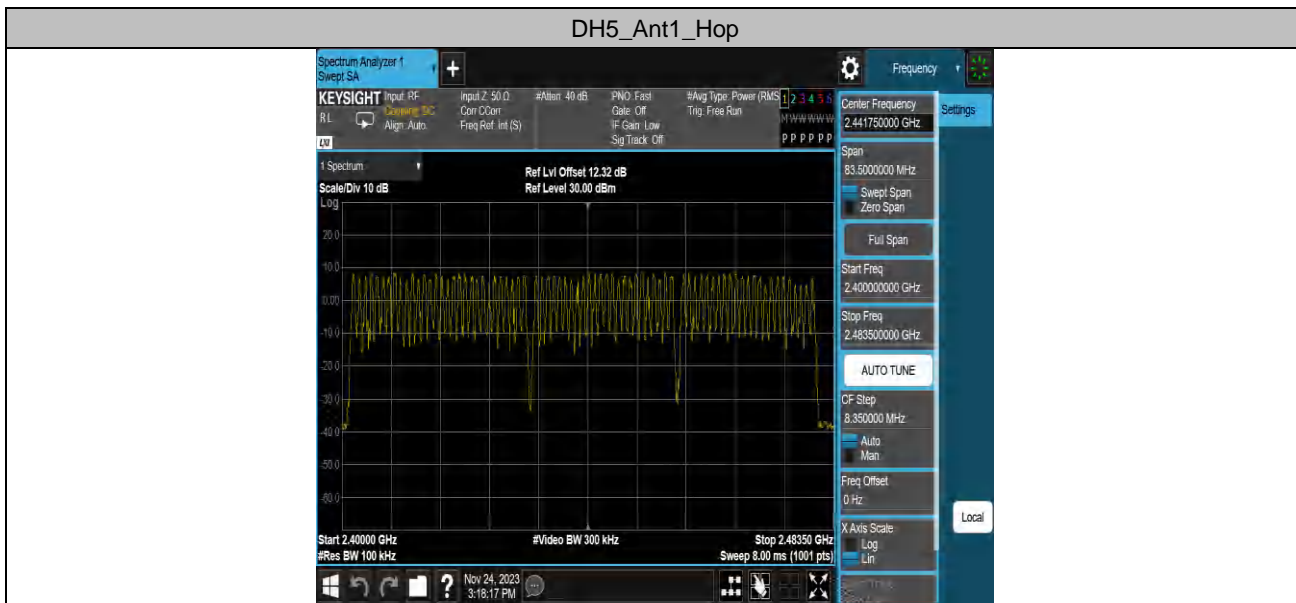 DH5_Ant1_Hop
Spectrum Analyzer 1
Swept SA
+
Frequency
KEYSIGHT
Input: RF
Coupling: DC
Align: Auto
RL
LXI
Input Z: 50 Ω
Corr CCorr
Freq Ref: Int (S)
#Atten: 40 dB
PNO: Fast
Gate: Off
IF Gain: Low
Sig Track: Off
#Avg Type: Power (RMS
Trig: Free Run
1 2 3 4 5 6
M W W W W W
P P P P P P
1 Spectrum
Scale/Div 10 dB
Ref Lvl Offset 12.32 dB
Ref Level 30.00 dBm
Log
20.0
10.0
0.00
-10.0
-20.0
-30.0
-40.0
-50.0
-60.0
Start 2.40000 GHz
#Res BW 100 kHz
#Video BW 300 kHz
Stop 2.48350 GHz
Sweep 8.00 ms (1001 pts)
Nov 24, 2023
3:18:17 PM
?
Center Frequency
2.441750000 GHz
Settings
Span
83.5000000 MHz
Swept Span
Zero Span
Full Span
Start Freq
2.400000000 GHz
Stop Freq
2.483500000 GHz
AUTO TUNE
CF Step
8.350000 MHz
Auto
Man
Freq Offset
0 Hz
X Axis Scale
Log
Lin
Local